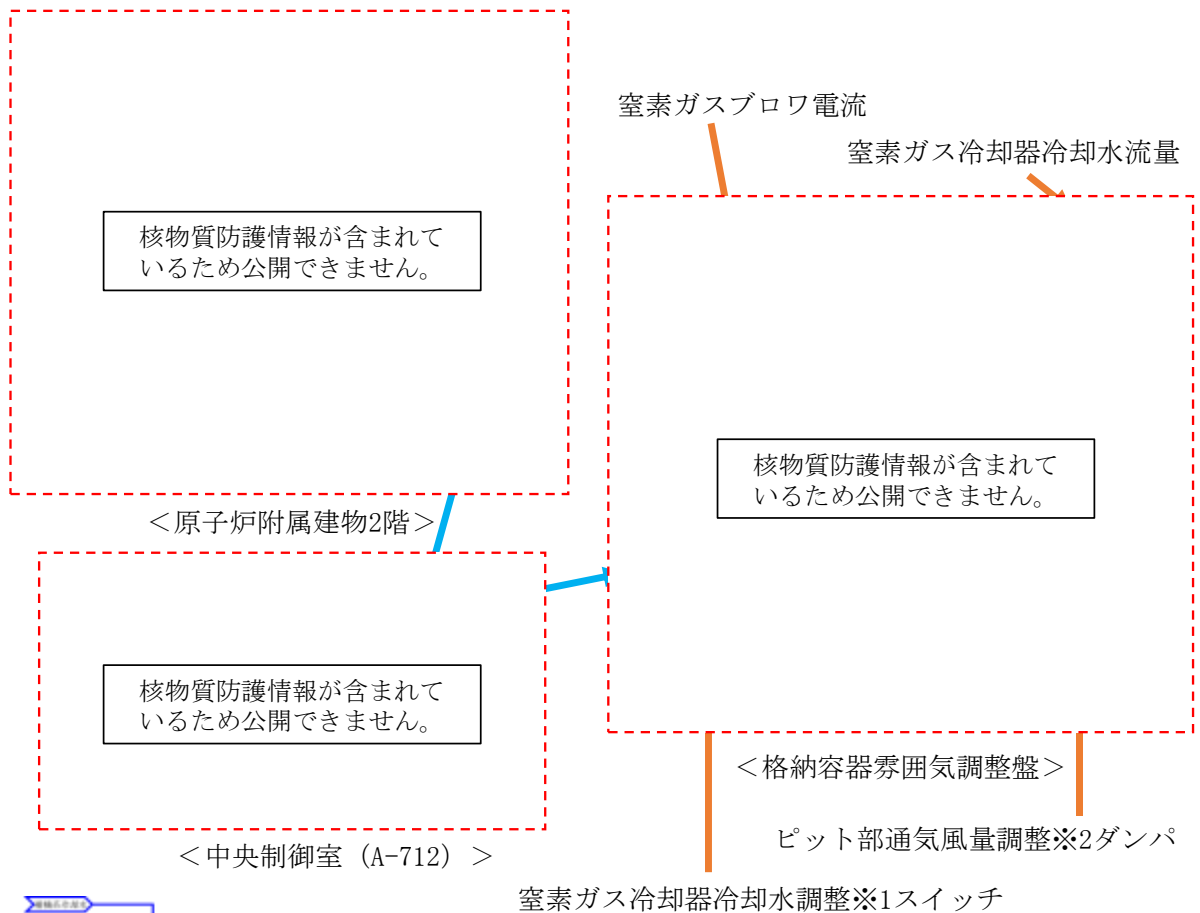 窒素ガスブロワ電流
窒素ガス冷却器冷却水流量
核物質防護情報が含まれて
いるため公開できません。
<原子炉附属建物2階>
核物質防護情報が含まれて
いるため公開できません。
<中央制御室（A-712）>
核物質防護情報が含まれて
いるため公開できません。
<格納容器雰囲気調整盤>
ピット部通気風量調整※2ダンパ
窒素ガス冷却器冷却水調整※1スイッチ